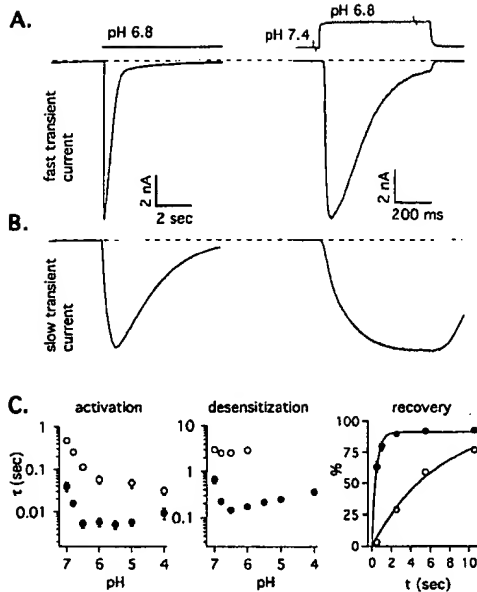 A.
pH 6.8
pH 7.4
pH 6.8
fast transient
current
2 nA
2 sec
2 nA
200 ms
B.
slow transient
current
C.
activation
desensitization
recovery
τ (sec)
1
0.1
0.01
7 6 5 4
pH
10
1
0.1
7 6 5 4
pH
%
100
75
50
25
0
0 2 4 6 8 10
t (sec)